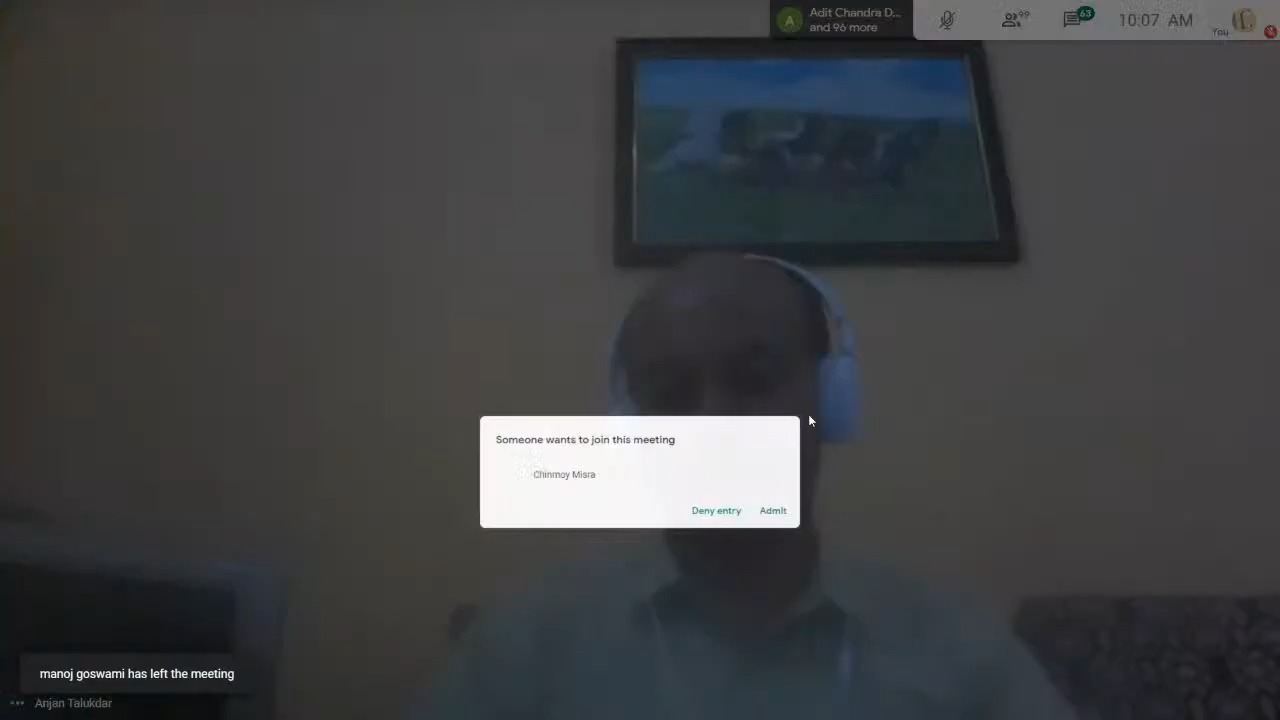 Adit Chandra D...
and 96 more
A
99
63
10:07 AM
You
Someone wants to join this meeting
Chinmoy Misra
Deny entry Admit
manoj goswami has left the meeting
Anjan Talukdar